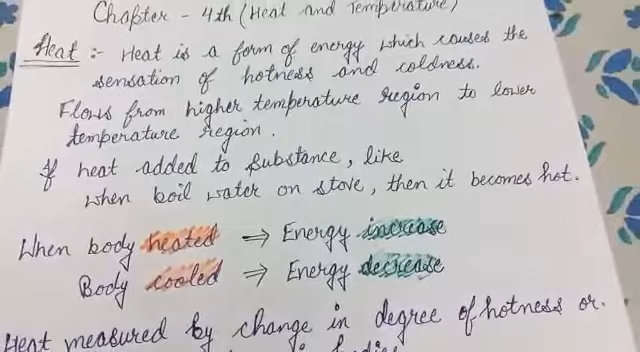 Chapter - 4th (Heat and Temperature)
Heat :- Heat is a form of energy which caused the
sensation of hotness and coldness.
Flows from higher temperature region to lower
temperature region.
If heat added to substance, like
when boil water on stove, then it becomes hot.
When body heated ⇒ Energy increase
Body cooled ⇒ Energy decrease
Heat measured by change in degree of hotness or.